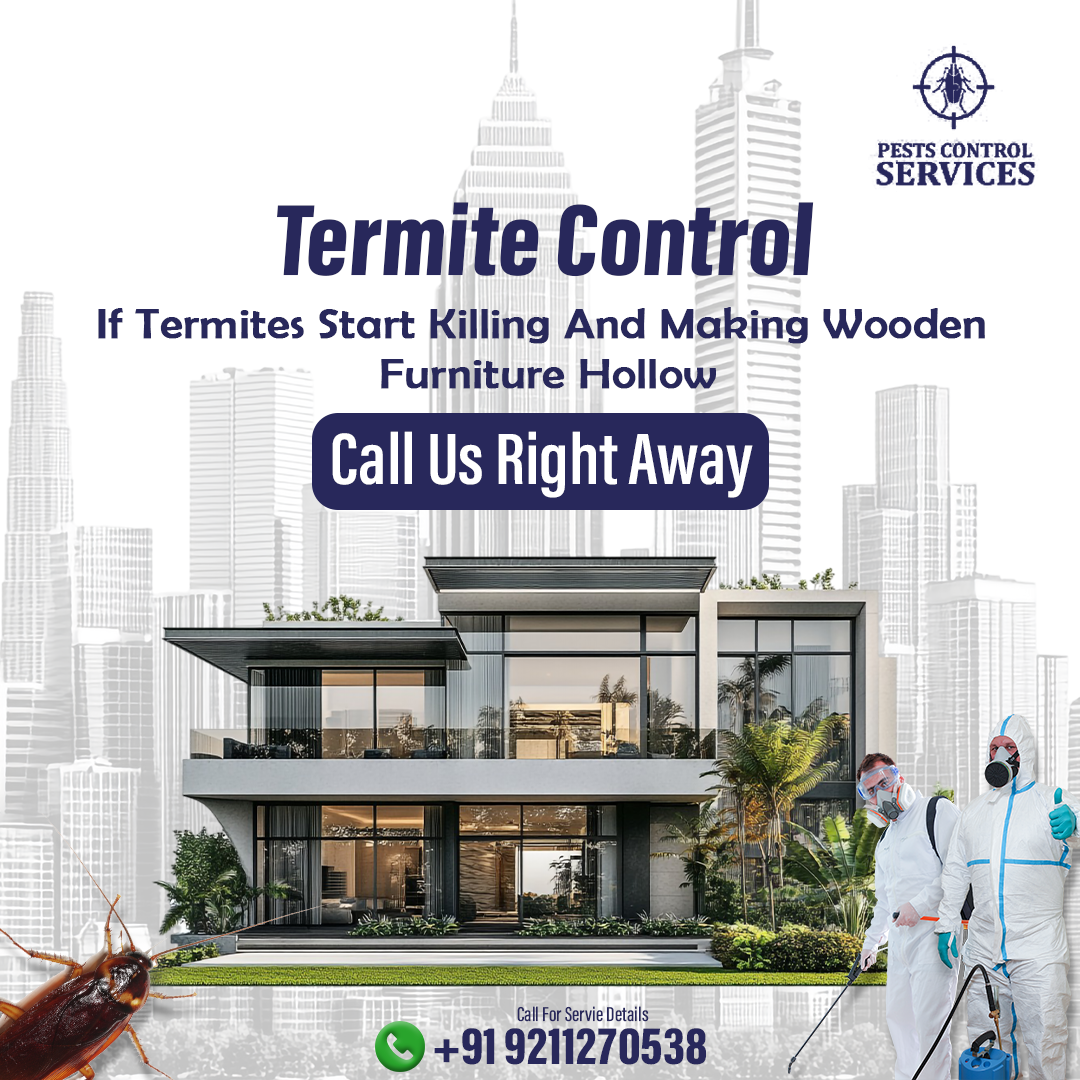 PESTS CONTROL
SERVICES
Termite Control
If Termites Start Killing And Making Wooden
Furniture Hollow
Call Us Right Away
Call For Servie Details
+91 9211270538